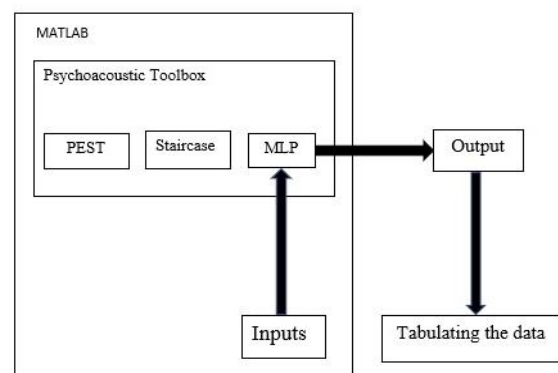 MATLAB
Psychoacoustic Toolbox
PEST
Staircase
MLP
Output
Inputs
Tabulating the data